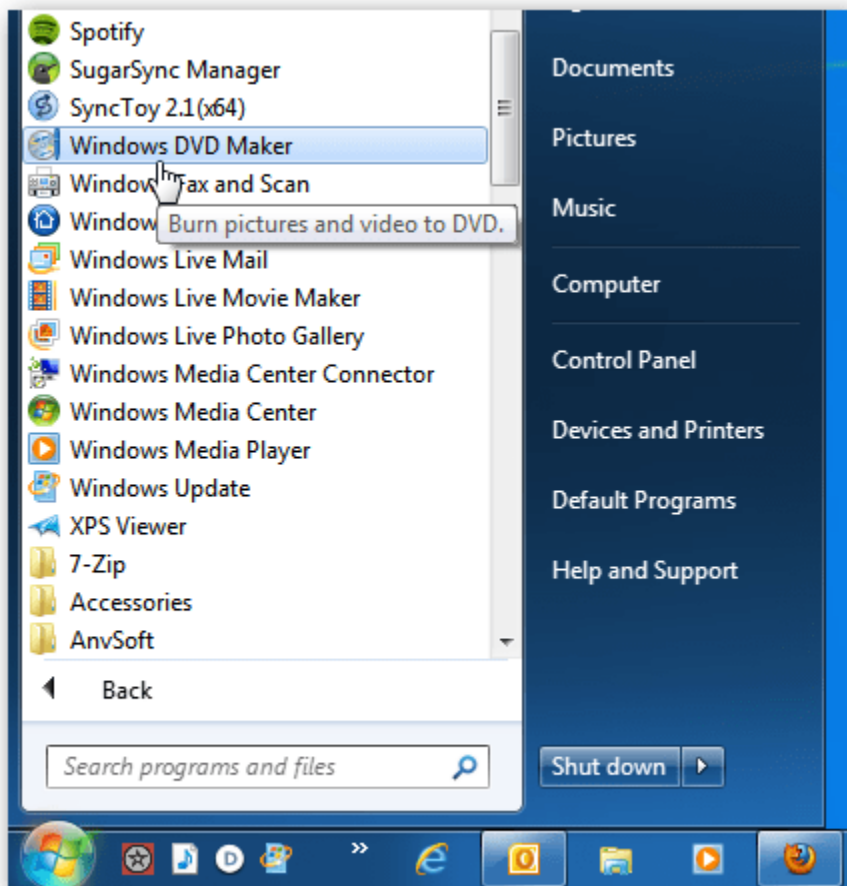 Spotify
SugarSync Manager
SyncToy 2.1(x64)
Windows DVD Maker
Window Fax and Scan
Window
Burn pictures and video to DVD.
Windows Live Mail
Windows Live Movie Maker
Windows Live Photo Gallery
Windows Media Center Connector
Windows Media Center
Windows Media Player
Windows Update
XPS Viewer
7-Zip
Accessories
AnvSoft
Back
Search programs and files
Documents
Pictures
Music
Computer
Control Panel
Devices and Printers
Default Programs
Help and Support
Shut down